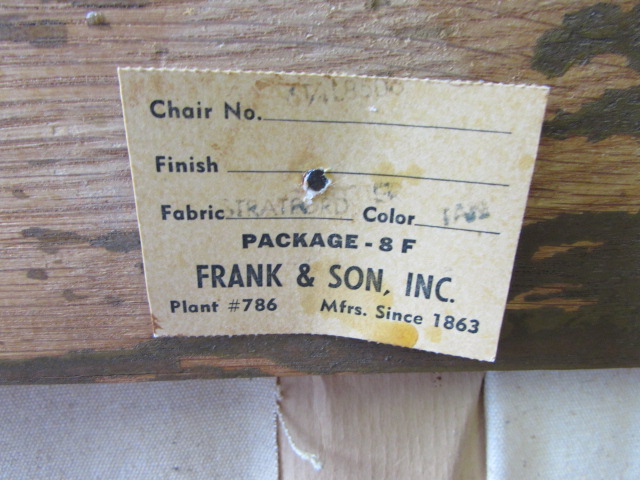 Chair No.
Finish
Fabric STRATFORD Color
PACKAGE - 8 F
FRANK & SON, INC.
Plant #786 Mfrs. Since 1863